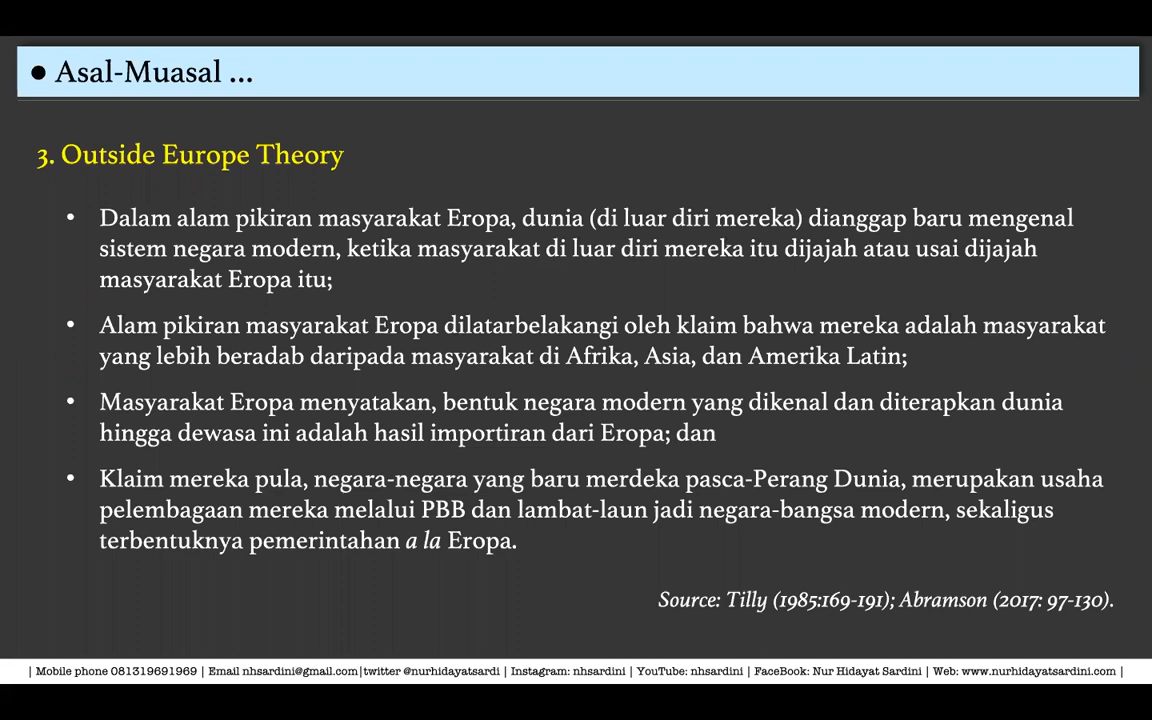 ● Asal-Muasal ...
3. Outside Europe Theory
• Dalam alam pikiran masyarakat Eropa, dunia (di luar diri mereka) dianggap baru mengenal
sistem negara modern, ketika masyarakat di luar diri mereka itu dijajah atau usai dijajah
masyarakat Eropa itu;
• Alam pikiran masyarakat Eropa dilatarbelakangi oleh klaim bahwa mereka adalah masyarakat
yang lebih beradab daripada masyarakat di Afrika, Asia, dan Amerika Latin;
• Masyarakat Eropa menyatakan, bentuk negara modern yang dikenal dan diterapkan dunia
hingga dewasa ini adalah hasil importiran dari Eropa; dan
• Klaim mereka pula, negara-negara yang baru merdeka pasca-Perang Dunia, merupakan usaha
pelembagaan mereka melalui PBB dan lambat-laun jadi negara-bangsa modern, sekaligus
terbentuknya pemerintahan a la Eropa.
Source: Tilly (1985:169-191); Abramson (2017: 97-130).
| Mobile phone 081319691969 | Email nhsardini@gmail.com|twitter @nurhidayatsardi | Instagram: nhsardini | YouTube: nhsardini | FaceBook: Nur Hidayat Sardini | Web: www.nurhidayatsardini.com |